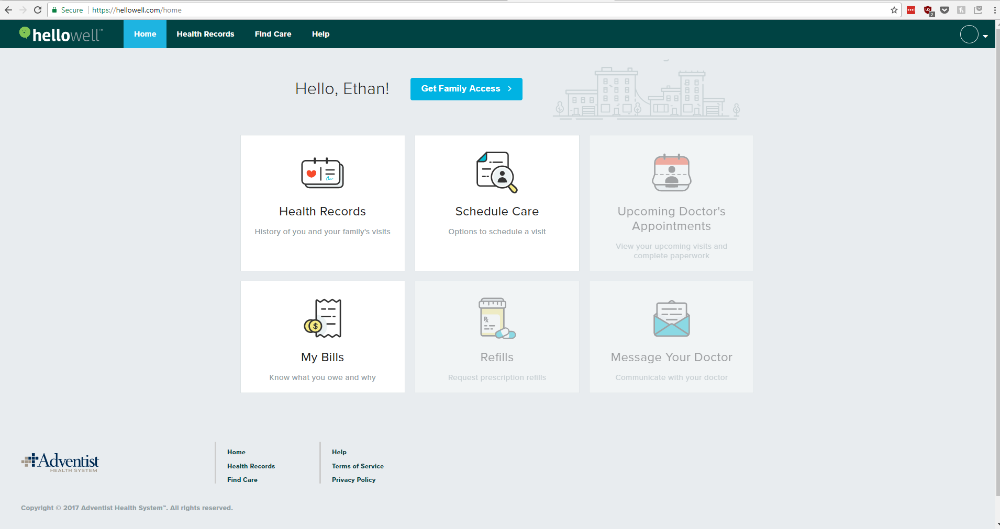 Secure https://hellowell.com/home
2
hellowell™
Home Health Records Find Care Help
Hello, Ethan! Get Family Access
Health Records
History of you and your family's visits
Schedule Care
Options to schedule a visit
Upcoming Doctor's
Appointments
View your upcoming visits and
complete paperwork
$
My Bills
Know what you owe and why
Rx
Refills
Request prescription refills
Message Your Doctor
Communicate with your doctor
Adventist
HEALTH SYSTEM
Home
Health Records
Find Care
Help
Terms of Service
Privacy Policy
Copyright © 2017 Adventist Health System™. All rights reserved.